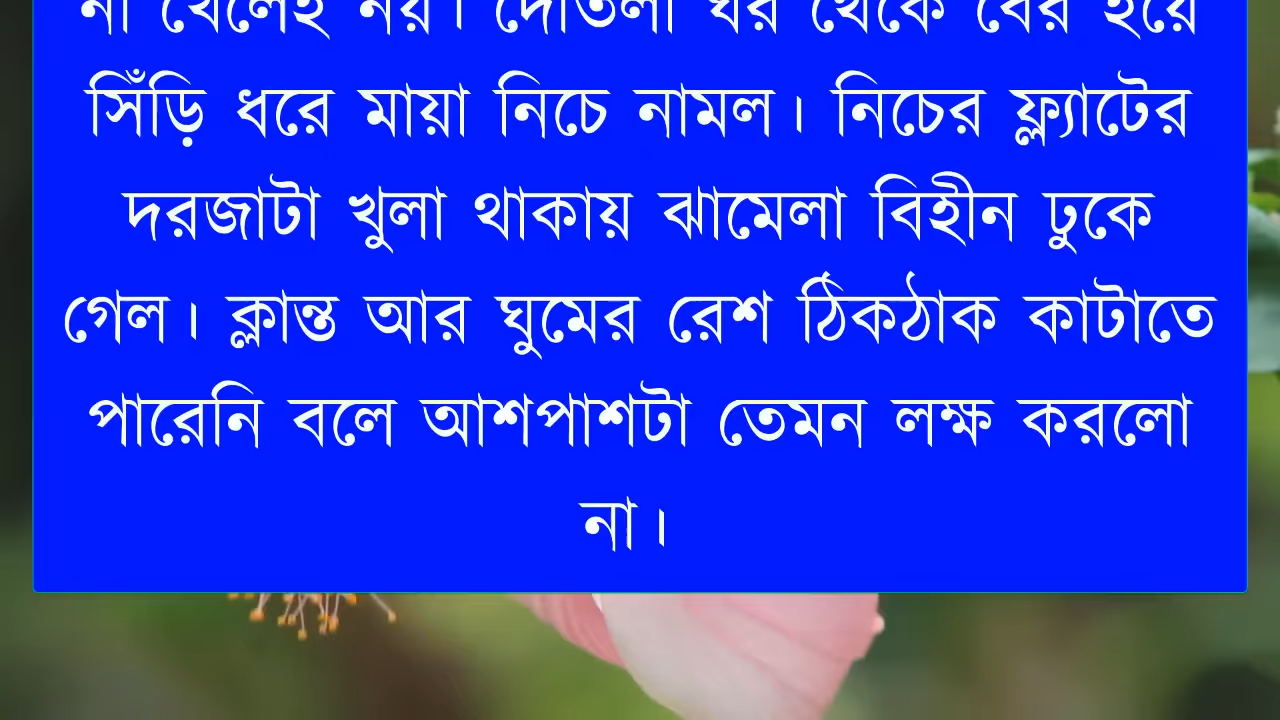 না খেলেই নয়। দোতলা ঘর থেকে বের হয়ে
সিঁড়ি ধরে মায়া নিচে নামল। নিচের ফ্ল্যাটের
দরজাটা খুলা থাকায় ঝামেলা বিহীন ঢুকে
গেল। ক্লান্ত আর ঘুমের রেশ ঠিকঠাক কাটাতে
পারেনি বলে আশপাশটা তেমন লক্ষ করলো
না।